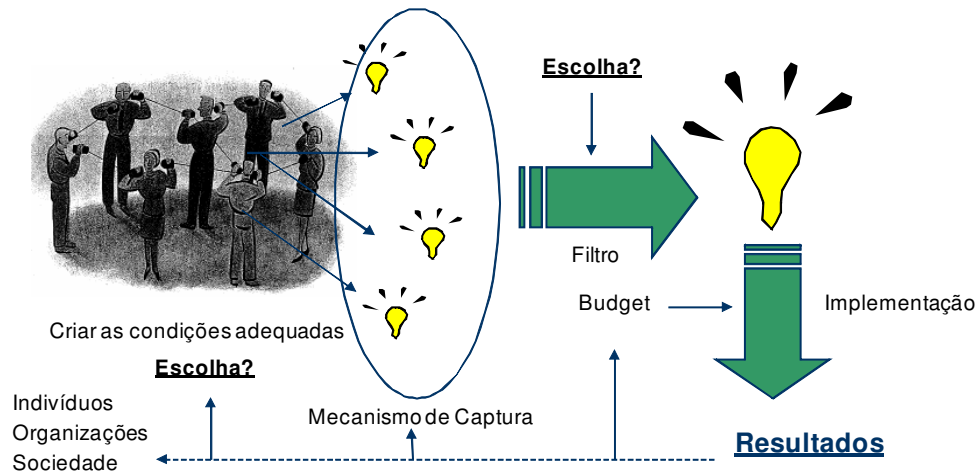 Escolha?
Filtro
Budget
Implementação
Criar as condições adequadas
Escolha?
Indivíduos
Organizações
Sociedade
Mecanismo de Captura
Resultados